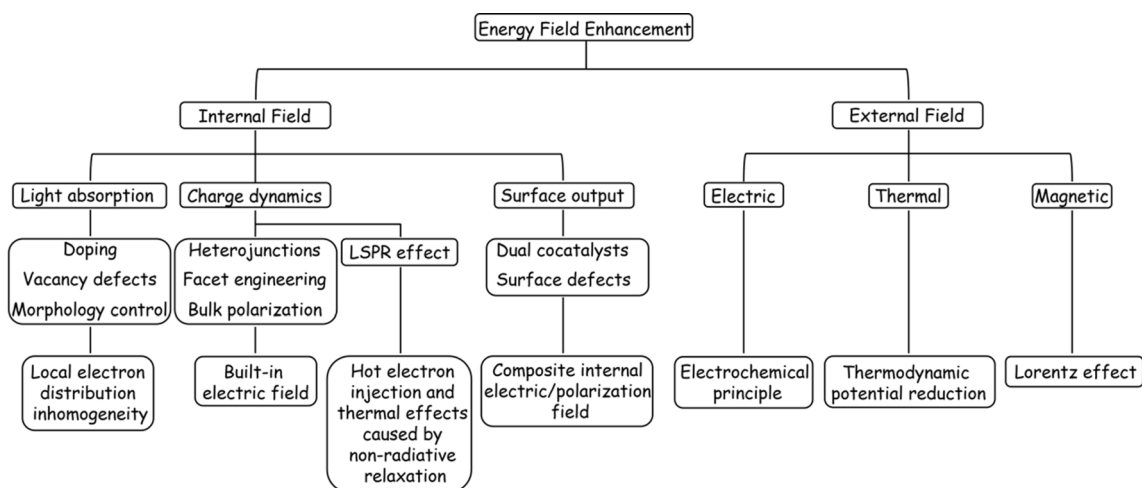 Energy Field Enhancement
Internal Field
External Field
Light absorption
Charge dynamics
Surface output
Electric
Thermal
Magnetic
Doping
Vacancy defects
Morphology control
Heterojunctions
Facet engineering
Bulk polarization
LSPR effect
Dual cocatalysts
Surface defects
Local electron
distribution
inhomogeneity
Built-in
electric field
Hot electron
injection and
thermal effects
caused by
non-radiative
relaxation
Composite internal
electric/polarization
field
Electrochemical
principle
Thermodynamic
potential reduction
Lorentz effect